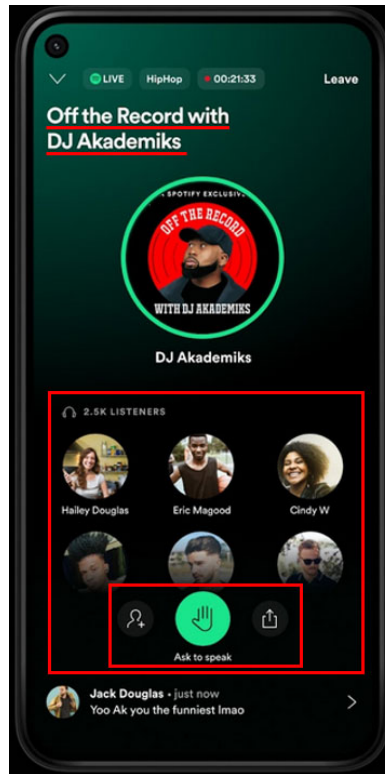 LIVE HipHop 00:21:33 Leave
Off the Record with
DJ Akademiks
SPOTIFY EXCLUSIV
OFF THE RECORD
WITH DJ AKADEMIKS
DJ Akademiks
2.5K LISTENERS
Hailey Douglas Eric Magood Cindy W
Ask to speak
Jack Douglas • just now
Yoo Ak you the funniest lmao